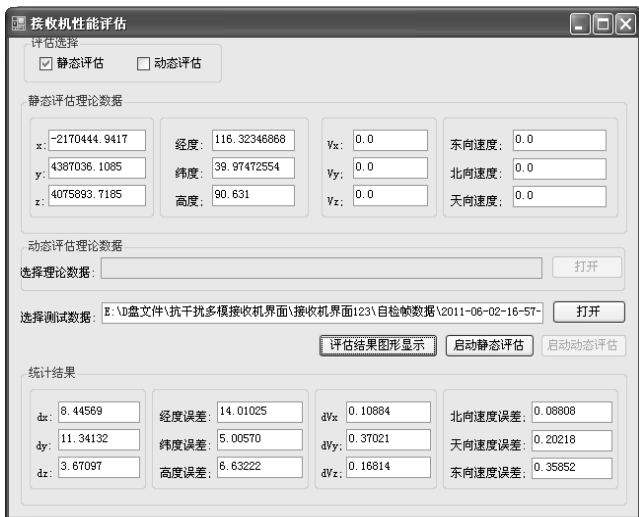 接收机性能评估
评估选择
静态评估 动态评估
静态评估理论数据
x: -2170444.9417 经度: 116.32346868 Vx: 0.0 东向速度: 0.0
y: 4387036.1085 纬度: 39.97472554 Vy: 0.0 北向速度: 0.0
z: 4075893.7185 高度: 90.631 Vz: 0.0 天向速度: 0.0
动态评估理论数据
选择理论数据: 打开
选择测试数据: E:\D盘文件\抗干扰多模接收机界面\接收机界面123\自检帧数据\2011-06-02-16-57- 打开
评估结果图形显示 启动静态评估 启动动态评估
统计结果
dx: 8.44569 经度误差: 14.01025 dVx 0.10884 北向速度误差: 0.08808
dy: 11.34132 纬度误差: 5.00570 dVy: 0.37021 天向速度误差: 0.20218
dz: 3.67097 高度误差: 6.63222 dVz: 0.16814 东向速度误差: 0.35852